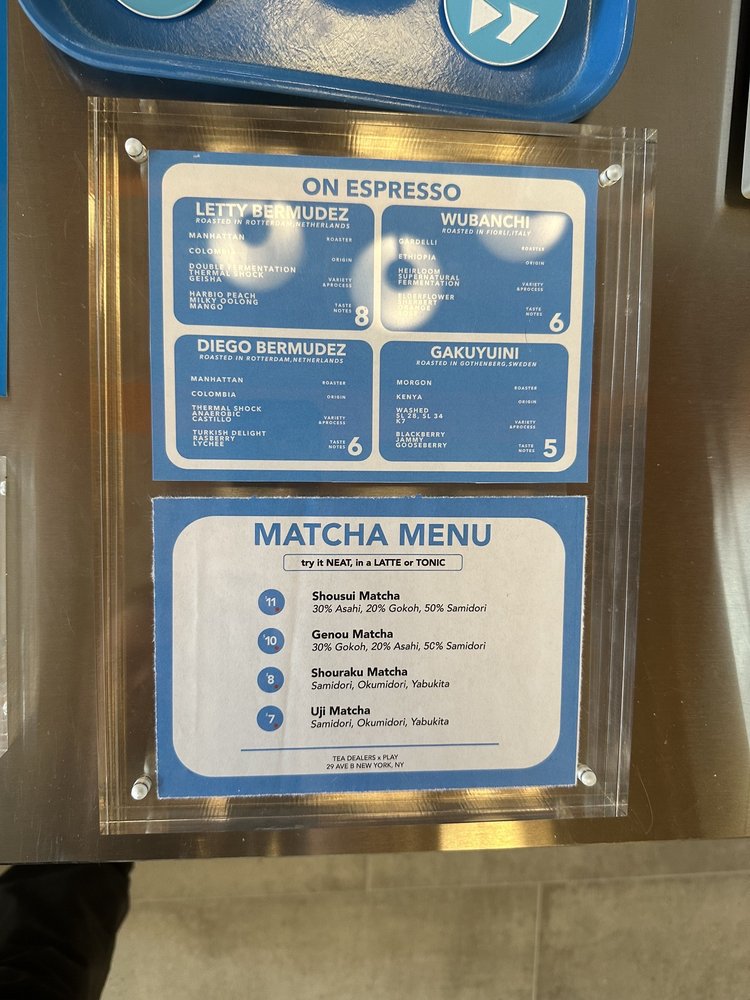 ON ESPRESSO
LETTY BERMUDEZ
ROASTED IN ROTTERDAM,NETHERLANDS
MANHATTAN
ROASTER
COLOMBIA
ORIGIN
DOUBLE FERMENTATION
THERMAL SHOCK
GEISHA
VARIETY
&PROCESS
HARBIO PEACH
MILKY OOLONG
MANGO
TASTE
NOTES
8
WUBANCHI
ROASTED IN FIORLI,ITALY
GARDELLI
ROASTER
ETHIOPIA
ORIGIN
HEIRLOOM
SUPERNATURAL
FERMENTATION
VARIETY
&PROCESS
ELDERFLOWER
SHERBERT
ORANGE
TASTE
NOTES
6
DIEGO BERMUDEZ
ROASTED IN ROTTERDAM,NETHERLANDS
MANHATTAN
ROASTER
COLOMBIA
ORIGIN
THERMAL SHOCK
ANAEROBIC
CASTILLO
VARIETY
&PROCESS
TURKISH DELIGHT
RASBERRY
LYCHEE
TASTE
NOTES
6
GAKUYUINI
ROASTED IN GOTHENBERG,SWEDEN
MORGON
ROASTER
KENYA
ORIGIN
WASHED
SL 28, SL 34
K7
VARIETY
&PROCESS
BLACKBERRY
JAMMY
GOOSEBERRY
TASTE
NOTES
5
MATCHA MENU
try it NEAT, in a LATTE or TONIC
$11 Shousui Matcha
30% Asahi, 20% Gokoh, 50% Samidori
$10 Genou Matcha
30% Gokoh, 20% Asahi, 50% Samidori
$8 Shouraku Matcha
Samidori, Okumidori, Yabukita
$7 Uji Matcha
Samidori, Okumidori, Yabukita
TEA DEALERS x PLAY
29 AVE B NEW YORK, NY